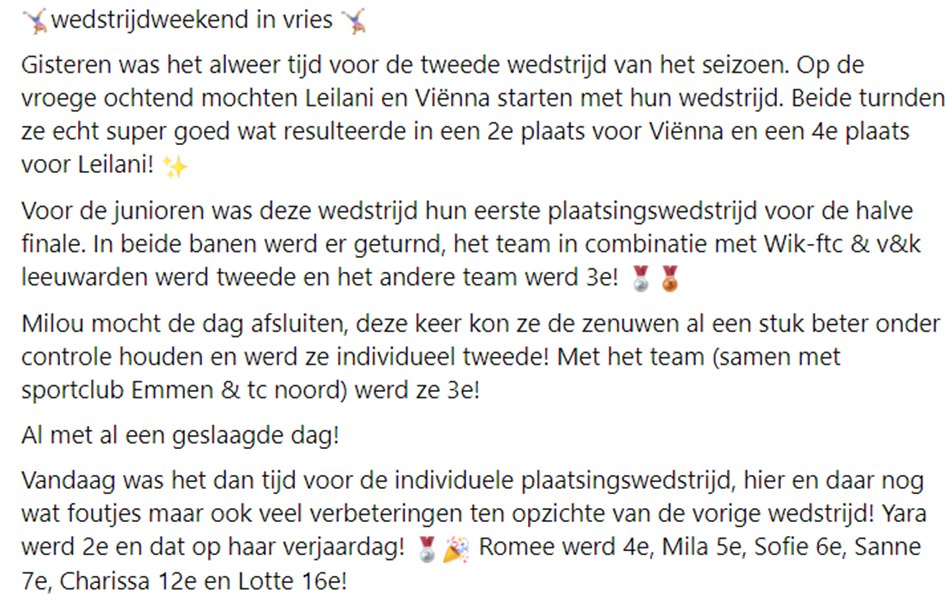 🤸🏼‍♀️wedstrijdweekend in vries 🤸🏼‍♀️
Gisteren was het alweer tijd voor de tweede wedstrijd van het seizoen. Op de
vroege ochtend mochten Leilani en Viënna starten met hun wedstrijd. Beide turnden
ze echt super goed wat resulteerde in een 2e plaats voor Viënna en een 4e plaats
voor Leilani! ✨
Voor de junioren was deze wedstrijd hun eerste plaatsingswedstrijd voor de halve
finale. In beide banen werd er geturnd, het team in combinatie met Wik-ftc & v&k
leeuwarden werd tweede en het andere team werd 3e! 🥈🥉
Milou mocht de dag afsluiten, deze keer kon ze de zenuwen al een stuk beter onder
controle houden en werd ze individueel tweede! Met het team (samen met
sportclub Emmen & tc noord) werd ze 3e!
Al met al een geslaagde dag!
Vandaag was het dan tijd voor de individuele plaatsingswedstrijd, hier en daar nog
wat foutjes maar ook veel verbeteringen ten opzichte van de vorige wedstrijd! Yara
werd 2e en dat op haar verjaardag! 🥈🎉 Romee werd 4e, Mila 5e, Sofie 6e, Sanne
7e, Charissa 12e en Lotte 16e!